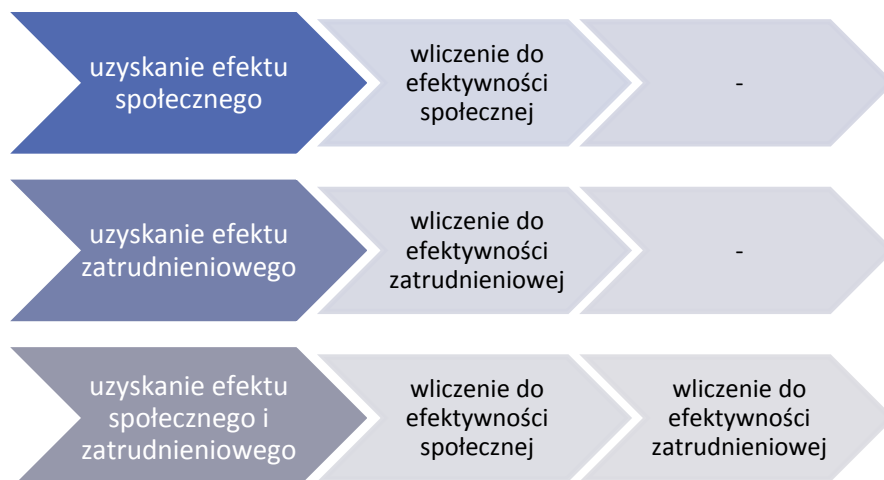 uzyskanie efektu
społecznego
wliczenie do
efektywności
społecznej
-
uzyskanie efektu
zatrudnieniowego
wliczenie do
efektywności
zatrudnieniowej
-
uzyskanie efektu
społecznego i
zatrudnieniowego
wliczenie do
efektywności
społecznej
wliczenie do
efektywności
zatrudnieniowej